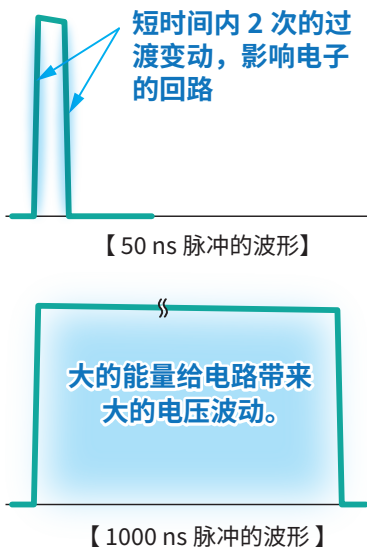 短时间内 2 次的过
渡变动，影响电子
的回路
【 50 ns 脉冲的波形】
大的能量给电路带来
大的电压波动。
【 1000 ns 脉冲的波形 】